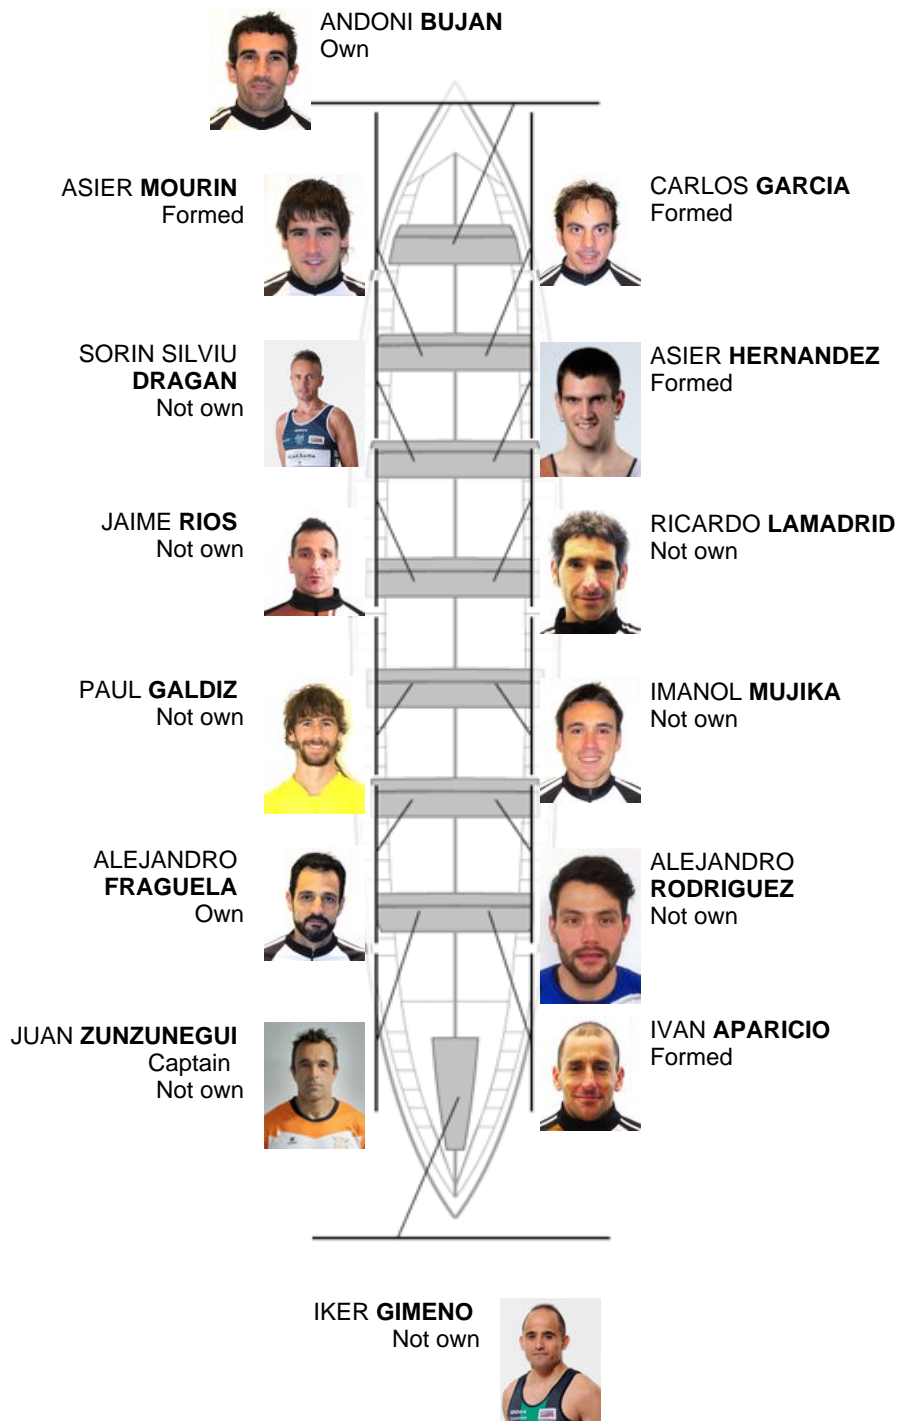 ANDONI BUJAN
Own
ASIER MOURIN
Formed
CARLOS GARCIA
Formed
SORIN SILVIU
DRAGAN
Not own
ASIER HERNANDEZ
Formed
JAIME RIOS
Not own
RICARDO LAMADRID
Not own
PAUL GALDIZ
Not own
IMANOL MUJIKA
Not own
ALEJANDRO
FRAGUELA
Own
ALEJANDRO
RODRIGUEZ
Not own
JUAN ZUNZUNEGUI
Captain
Not own
IVAN APARICIO
Formed
IKER GIMENO
Not own